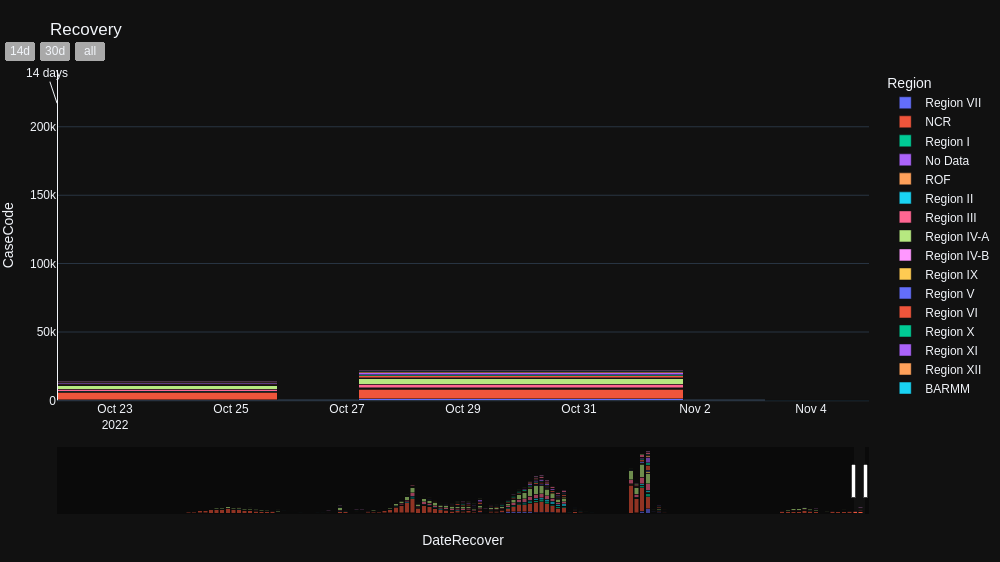 Recovery
14d 30d all
14 days
200k
150k
100k
50k
0
CaseCode
Oct 23 Oct 25 Oct 27 Oct 29 Oct 31 Nov 2 Nov 4
2022
DateRecover
Region
Region VII
NCR
Region I
No Data
ROF
Region II
Region III
Region IV-A
Region IV-B
Region IX
Region V
Region VI
Region X
Region XI
Region XII
BARMM